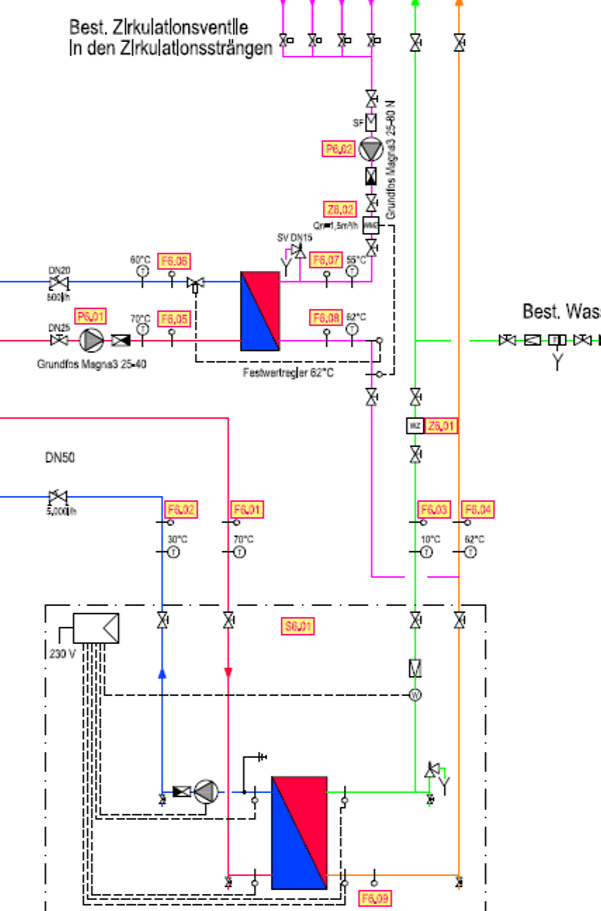 Best. Zirkulationsventile
in den Zirkulationssträngen
SF
P6.02
Grundfos Magna3 25-80 N
Z6.02
Qn=1,5m³/h
WMZ
SV DN15
60°C
F6.06
T
F6.07
55°C
T
DN20
500l/h
P6.01
70°C
F6.05
T
F6.08
62°C
T
DN25
Grundfos Magna3 25-40
Festwertregler 62°C
Best. Was
F
WZ
Z6.01
DN50
5.000l/h
F6.02
F6.01
F6.03
F6.04
30°C
70°C
10°C
62°C
T
T
T
T
S6.01
230 V
W
F6.09